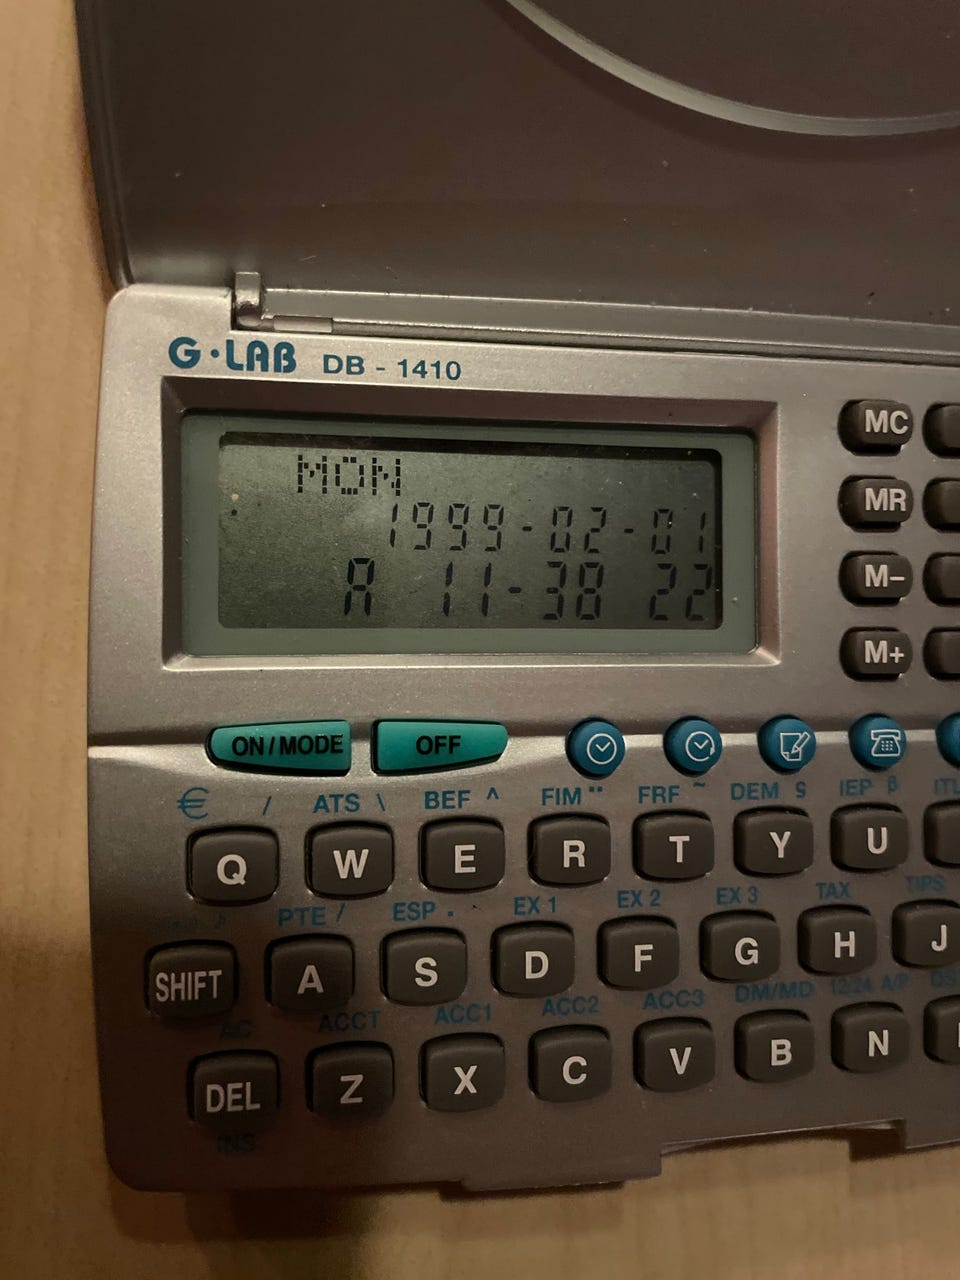 G·LAB DB - 1410
MON
1999-02-01
A 11-38 22
MC
MR
M-
M+
ON/MODE OFF
€ / ATS \ BEF ^ FIM ¨ FRF ~ DEM § IEP β
Q W E R T Y U
PTE / ESP . EX 1 EX 2 EX 3 TAX TIPS
SHIFT A S D F G H J
AC ACCT ACC1 ACC2 ACC3 DM/MD 12/24 A/P
DEL Z X C V B N
INS